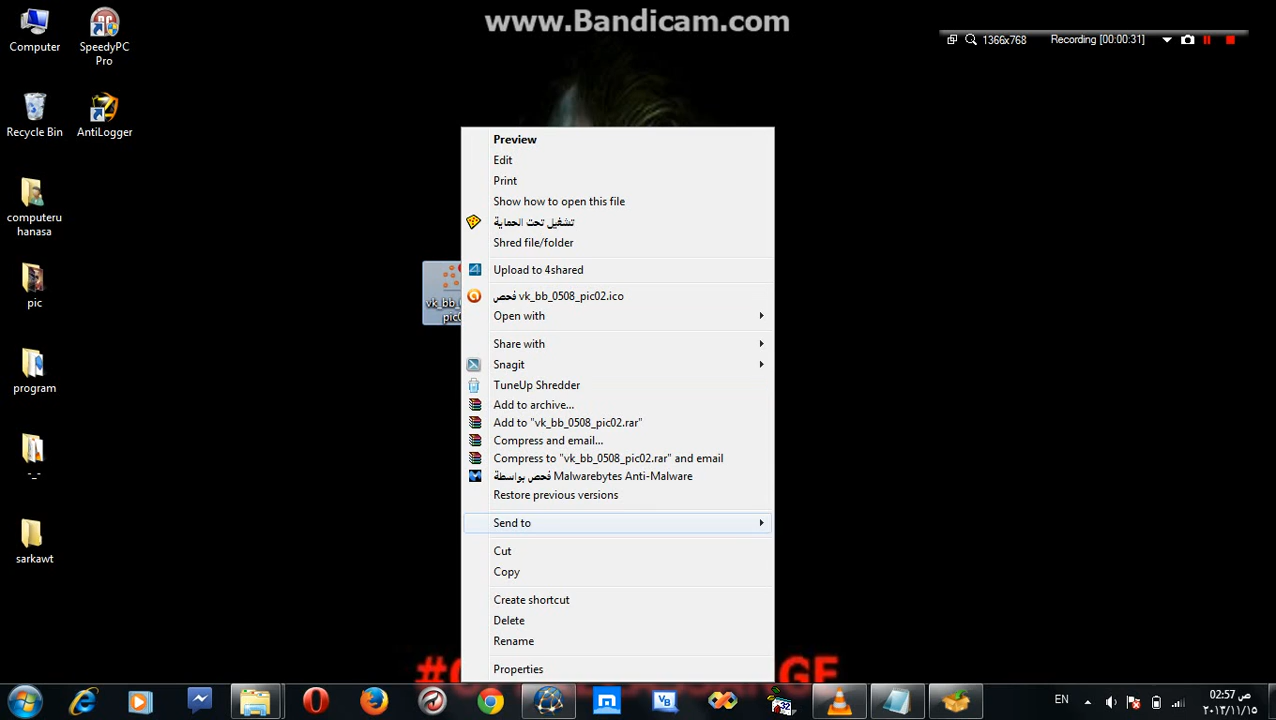 www.Bandicam.com
1366x768
Recording [00:00:31]
Computer
SpeedyPC
Pro
Recycle Bin
AntiLogger
computeru
hanasa
pic
program
-_-
sarkawt
Preview
Edit
Print
Show how to open this file
تشغيل تحت الحماية
Shred file/folder
Upload to 4shared
فحص vk_bb_0508_pic02.ico
Open with
Share with
Snagit
TuneUp Shredder
Add to archive...
Add to "vk_bb_0508_pic02.rar"
Compress and email...
Compress to "vk_bb_0508_pic02.rar" and email
فحص بواسطة Malwarebytes Anti-Malware
Restore previous versions
Send to
Cut
Copy
Create shortcut
Delete
Rename
Properties
EN
02:57 ص
٢٠١٣/١١/١٥